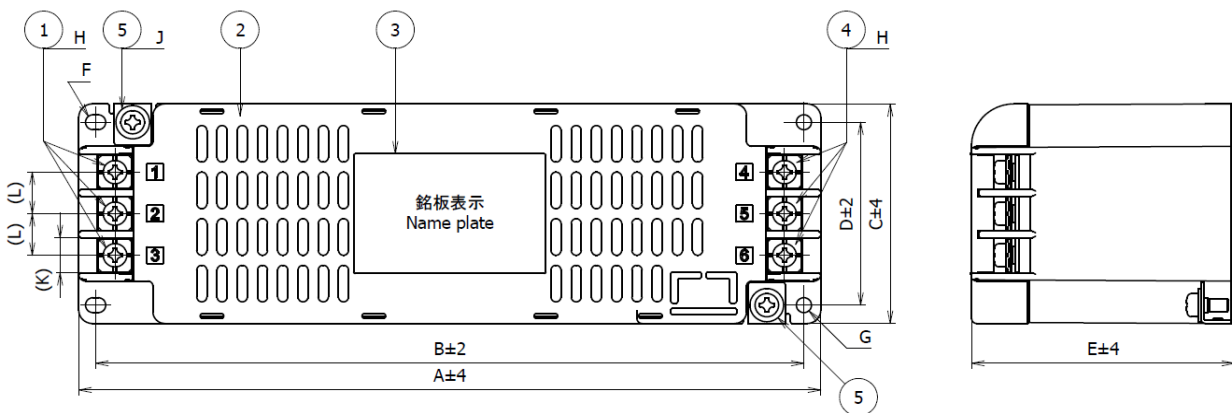 1 H 5 J 2 3 4 H
F
1 4
(L)
銘板表示
Name plate
2 5
(L)
D±2
C±4
3 6
(K)
G
B±2
E±4
A±4
5